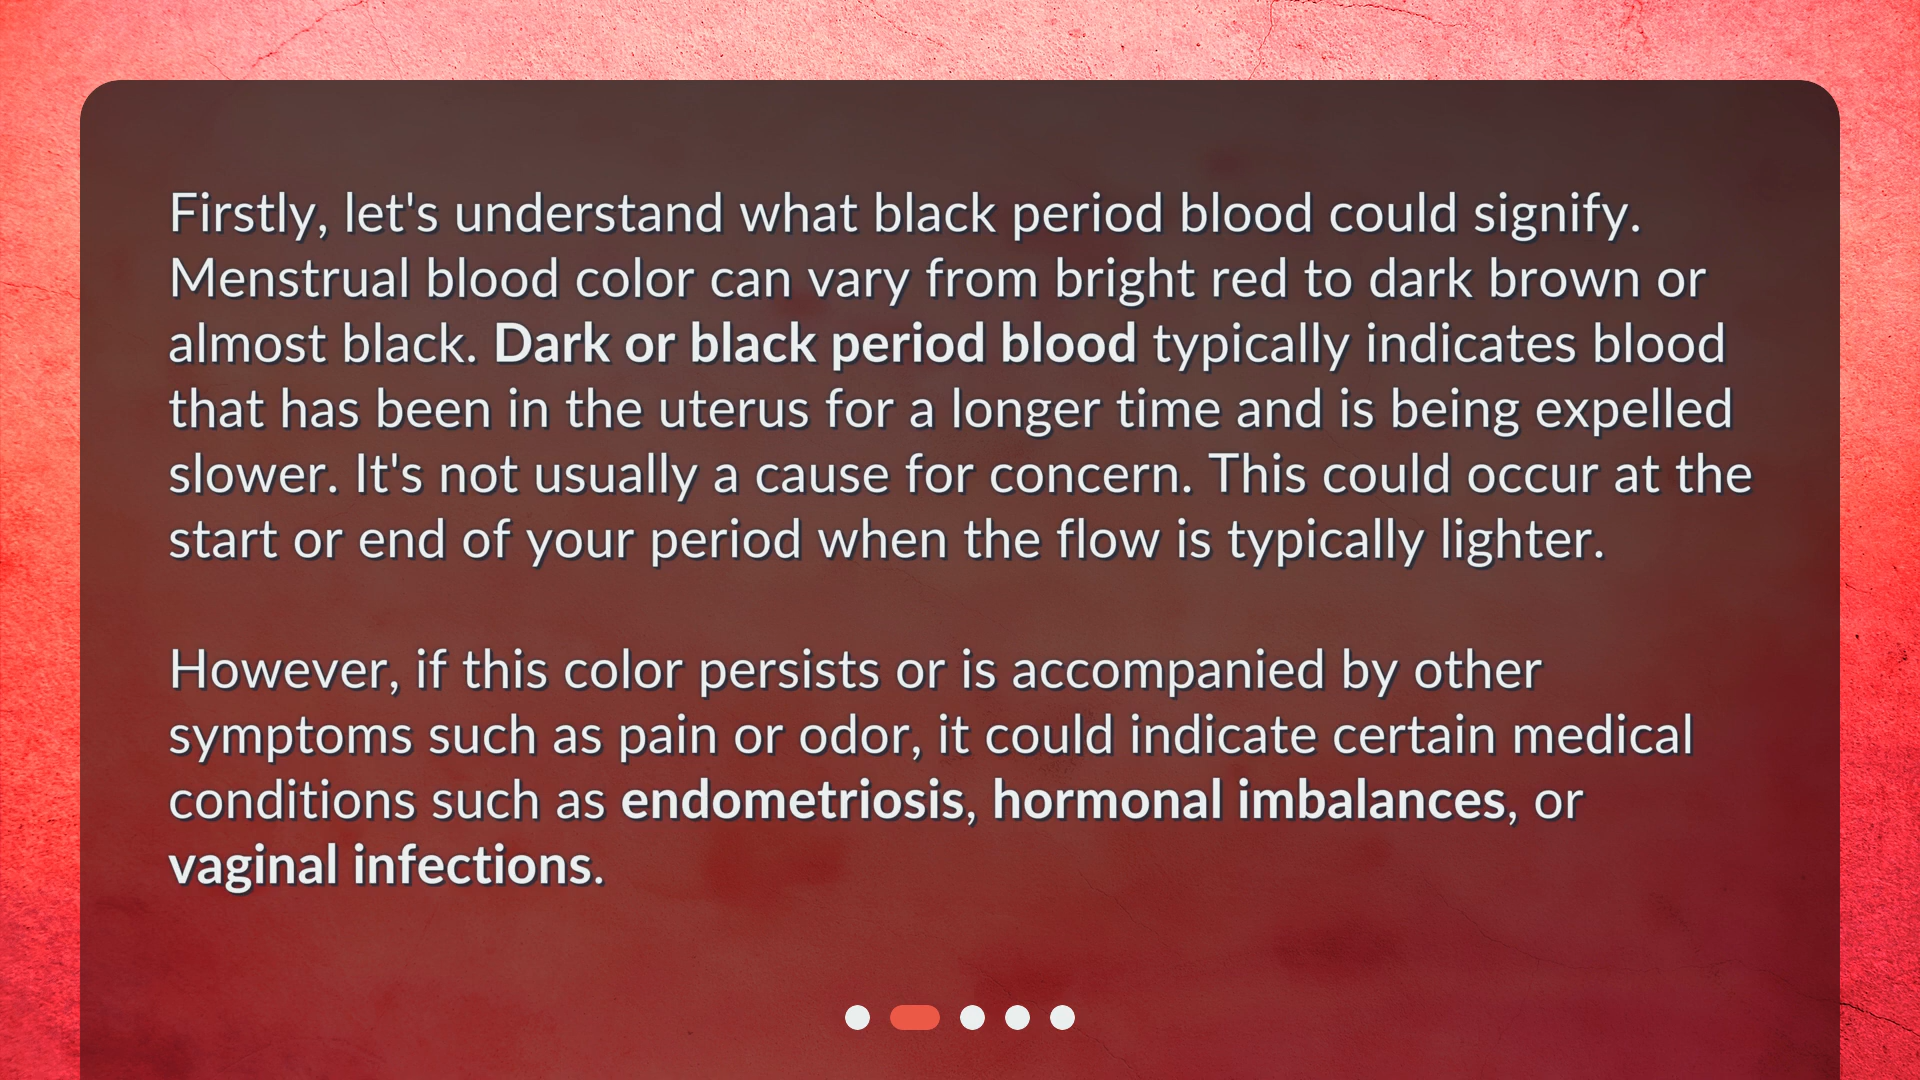 Firstly, let's understand what black period blood could signify.
Menstrual blood color can vary from bright red to dark brown or
almost black. Dark or black period blood typically indicates blood
that has been in the uterus for a longer time and is being expelled
slower. It's not usually a cause for concern. This could occur at the
start or end of your period when the flow is typically lighter.
However, if this color persists or is accompanied by other
symptoms such as pain or odor, it could indicate certain medical
conditions such as endometriosis, hormonal imbalances, or
vaginal infections.